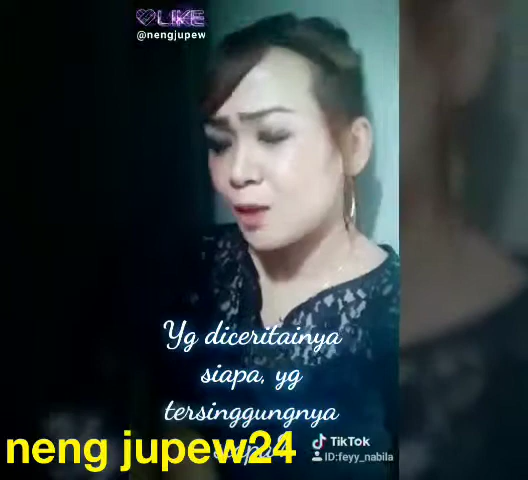 LIKE
@nengjupew
Yg diceritainya
siapa, yg
tersinggungnya
neng jupew24
TikTok
ID:feyy_nabila